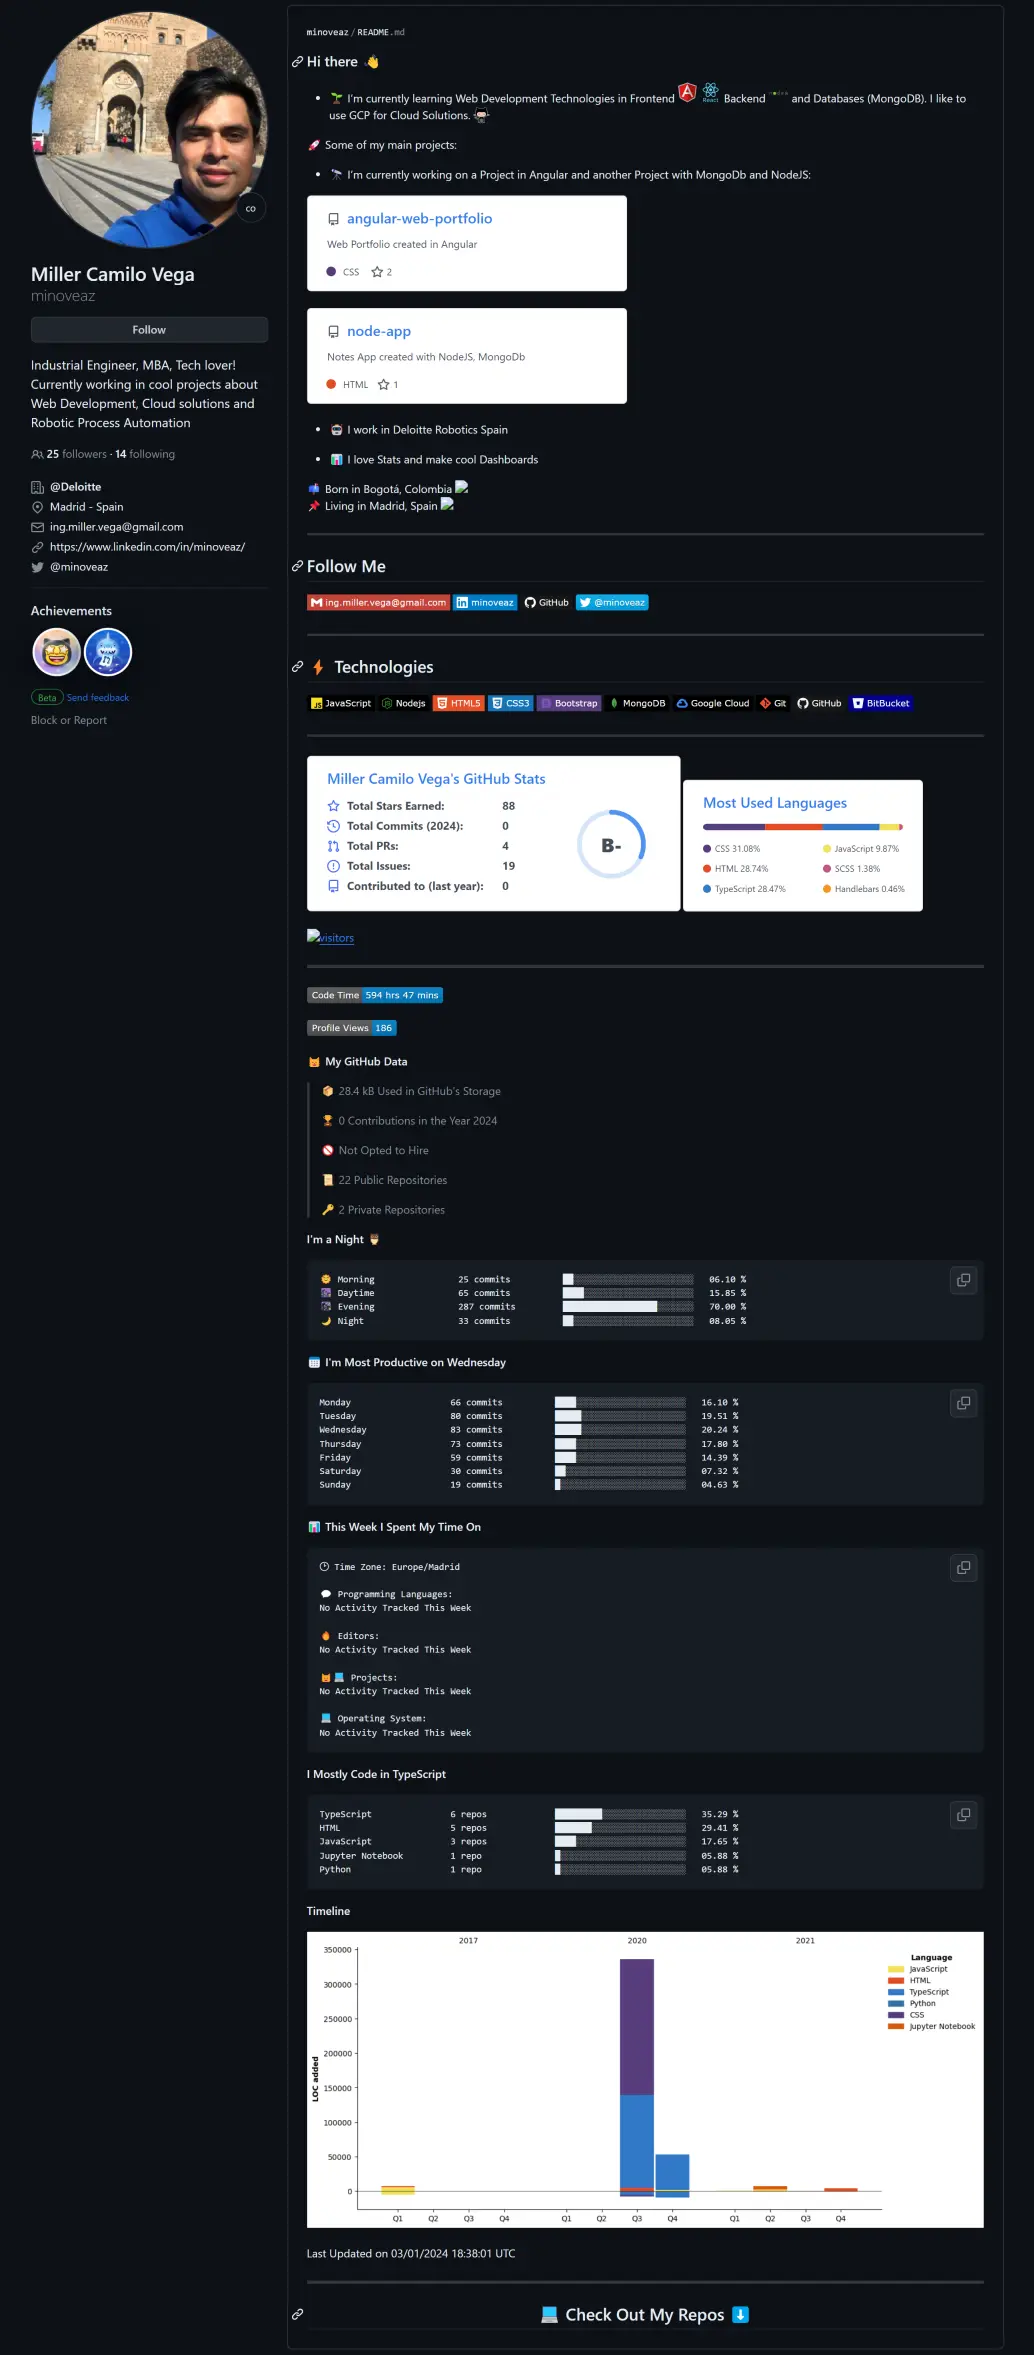 CO
Miller Camilo Vega
minoveaz
Follow
Industrial Engineer, MBA, Tech lover!
Currently working in cool projects about
Web Development, Cloud solutions and
Robotic Process Automation
25 followers · 14 following
@Deloitte
Madrid - Spain
ing.miller.vega@gmail.com
https://www.linkedin.com/in/minoveaz/
@minoveaz
Achievements
Beta Send feedback
Block or Report
minoveaz / README.md
Hi there
I'm currently learning Web Development Technologies in Frontend React Backend nodes and Databases (MongoDB). I like to
use GCP for Cloud Solutions.
Some of my main projects:
I'm currently working on a Project in Angular and another Project with MongoDb and NodeJS:
angular-web-portfolio
Web Portfolio created in Angular
CSS 2
node-app
Notes App created with NodeJS, MongoDb
HTML 1
I work in Deloitte Robotics Spain
I love Stats and make cool Dashboards
Born in Bogotá, Colombia
Living in Madrid, Spain
Follow Me
ing.miller.vega@gmail.com minoveaz GitHub @minoveaz
Technologies
JavaScript Nodejs HTML5 CSS3 Bootstrap MongoDB Google Cloud Git GitHub BitBucket
Miller Camilo Vega's GitHub Stats
Total Stars Earned: 88
Total Commits (2024): 0
Total PRs: 4
Total Issues: 19
Contributed to (last year): 0
B-
Most Used Languages
CSS 31.08% JavaScript 9.87%
HTML 28.74% SCSS 1.38%
TypeScript 28.47% Handlebars 0.46%
visitors
Code Time 594 hrs 47 mins
Profile Views 186
My GitHub Data
28.4 kB Used in GitHub's Storage
0 Contributions in the Year 2024
Not Opted to Hire
22 Public Repositories
2 Private Repositories
I'm a Night
Morning 25 commits 06.10 %
Daytime 65 commits 15.85 %
Evening 287 commits 70.00 %
Night 33 commits 08.05 %
I'm Most Productive on Wednesday
Monday 66 commits 16.10 %
Tuesday 80 commits 19.51 %
Wednesday 83 commits 20.24 %
Thursday 73 commits 17.80 %
Friday 59 commits 14.39 %
Saturday 30 commits 07.32 %
Sunday 19 commits 04.63 %
This Week I Spent My Time On
Time Zone: Europe/Madrid
Programming Languages:
No Activity Tracked This Week
Editors:
No Activity Tracked This Week
Projects:
No Activity Tracked This Week
Operating System:
No Activity Tracked This Week
I Mostly Code in TypeScript
TypeScript 6 repos 35.29 %
HTML 5 repos 29.41 %
JavaScript 3 repos 17.65 %
Jupyter Notebook 1 repo 05.88 %
Python 1 repo 05.88 %
Timeline
2017 2020 2021
350000
300000
250000
200000
150000
100000
50000
0
LOC added
Language
JavaScript
HTML
TypeScript
Python
CSS
Jupyter Notebook
Q1 Q2 Q3 Q4 Q1 Q2 Q3 Q4 Q1 Q2 Q3 Q4
Last Updated on 03/01/2024 18:38:01 UTC
Check Out My Repos